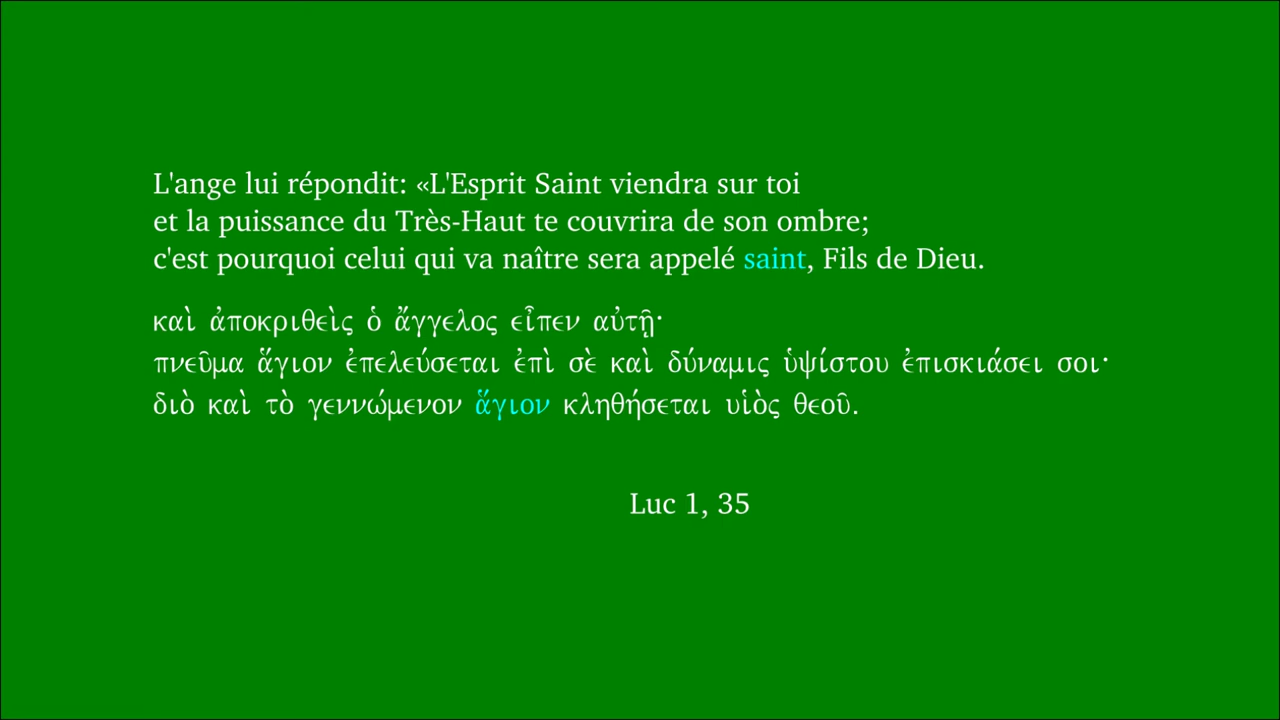 L'ange lui répondit: «L'Esprit Saint viendra sur toi
et la puissance du Très-Haut te couvrira de son ombre;
c'est pourquoi celui qui va naître sera appelé saint, Fils de Dieu.
καὶ ἀποκριθεὶς ὁ ἄγγελος εἶπεν αὐτῇ·
πνεῦμα ἅγιον ἐπελεύσεται ἐπὶ σὲ καὶ δύναμις ὑψίστου ἐπισκιάσει σοι·
διὸ καὶ τὸ γεννώμενον ἅγιον κληθήσεται υἱὸς θεοῦ.
Luc 1, 35